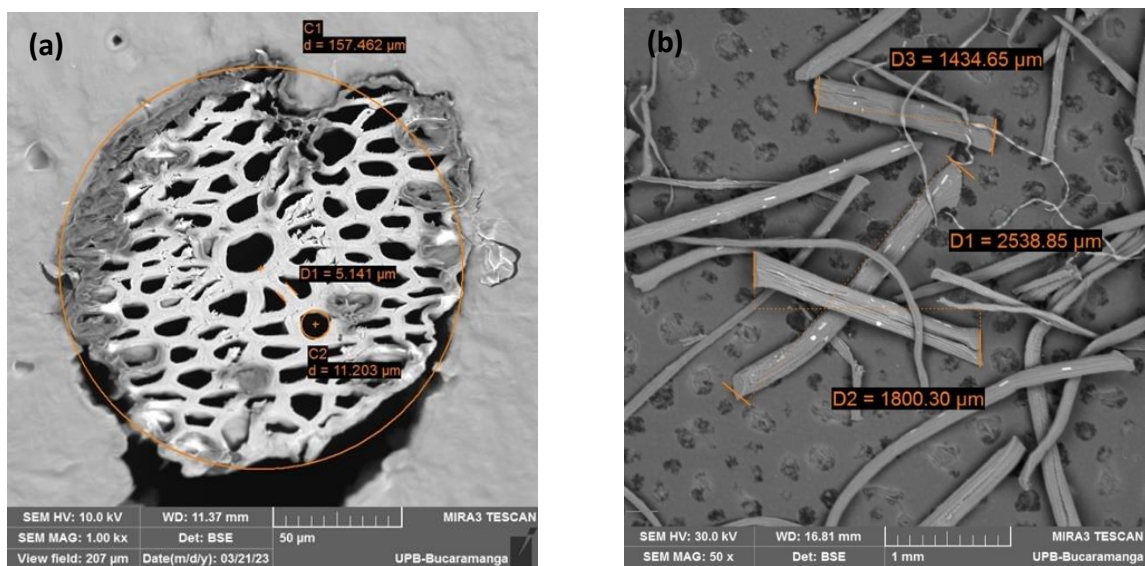 (a)
C1
d = 157.462 µm
D1 = 5.141 µm
C2
d = 11.203 µm
SEM HV: 10.0 kV
WD: 11.37 mm
MIRA3 TESCAN
SEM MAG: 1.00 kx
Det: BSE
50 µm
View field: 207 µm
Date(m/d/y): 03/21/23
UPB-Bucaramanga
(b)
D3 = 1434.65 µm
D1 = 2538.85 µm
D2 = 1800.30 µm
SEM HV: 30.0 kV
WD: 16.81 mm
MIRA3 TESCAN
SEM MAG: 50 x
Det: BSE
1 mm
UPB-Bucaramanga